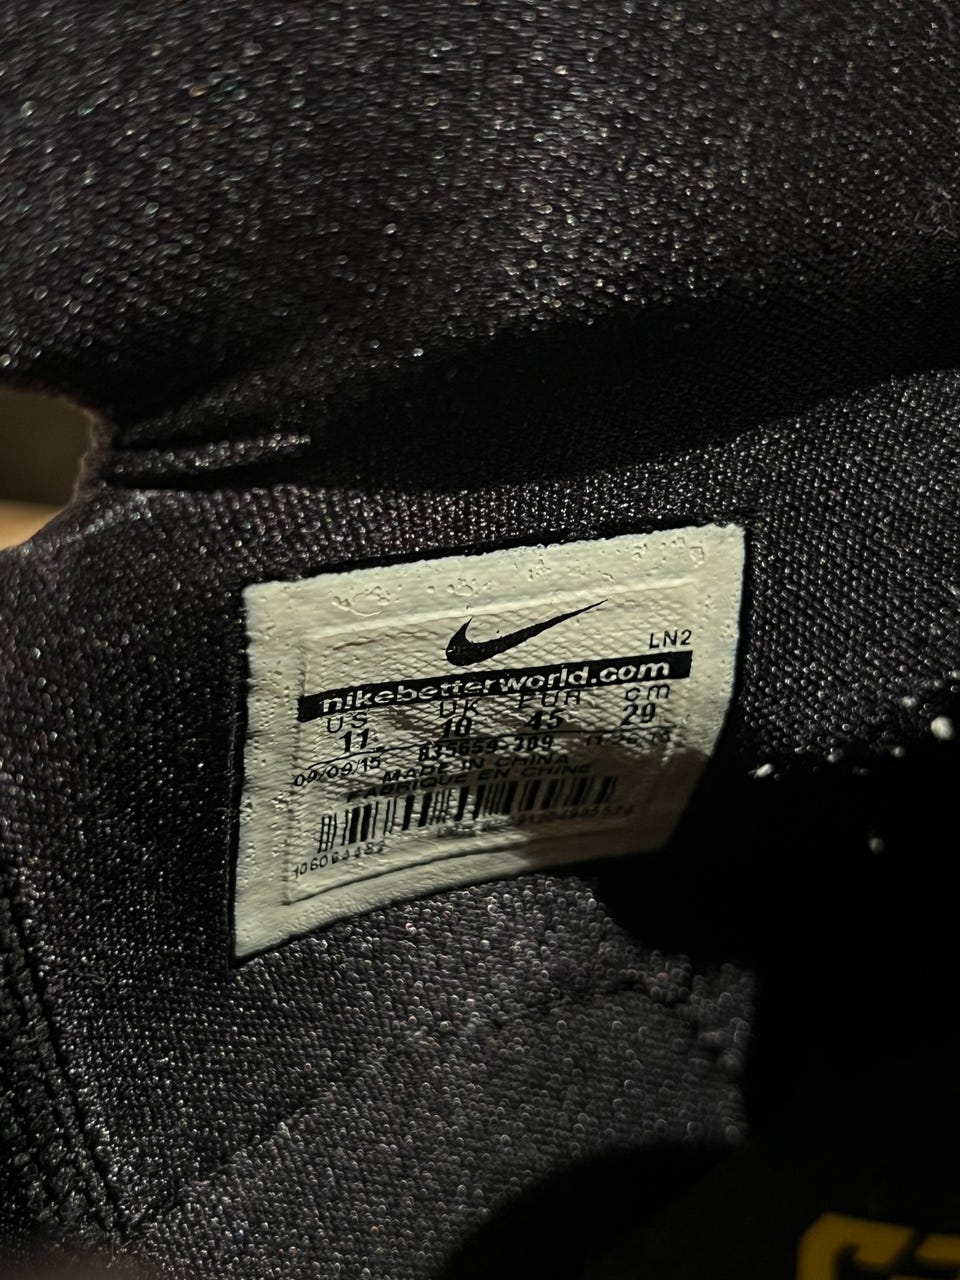 LN2
nikebetterworld.com
US UK EUR cm
11 10 45 29
09/09/15 835659 309
MADE IN CHINA
FABRIQUE EN CHINE